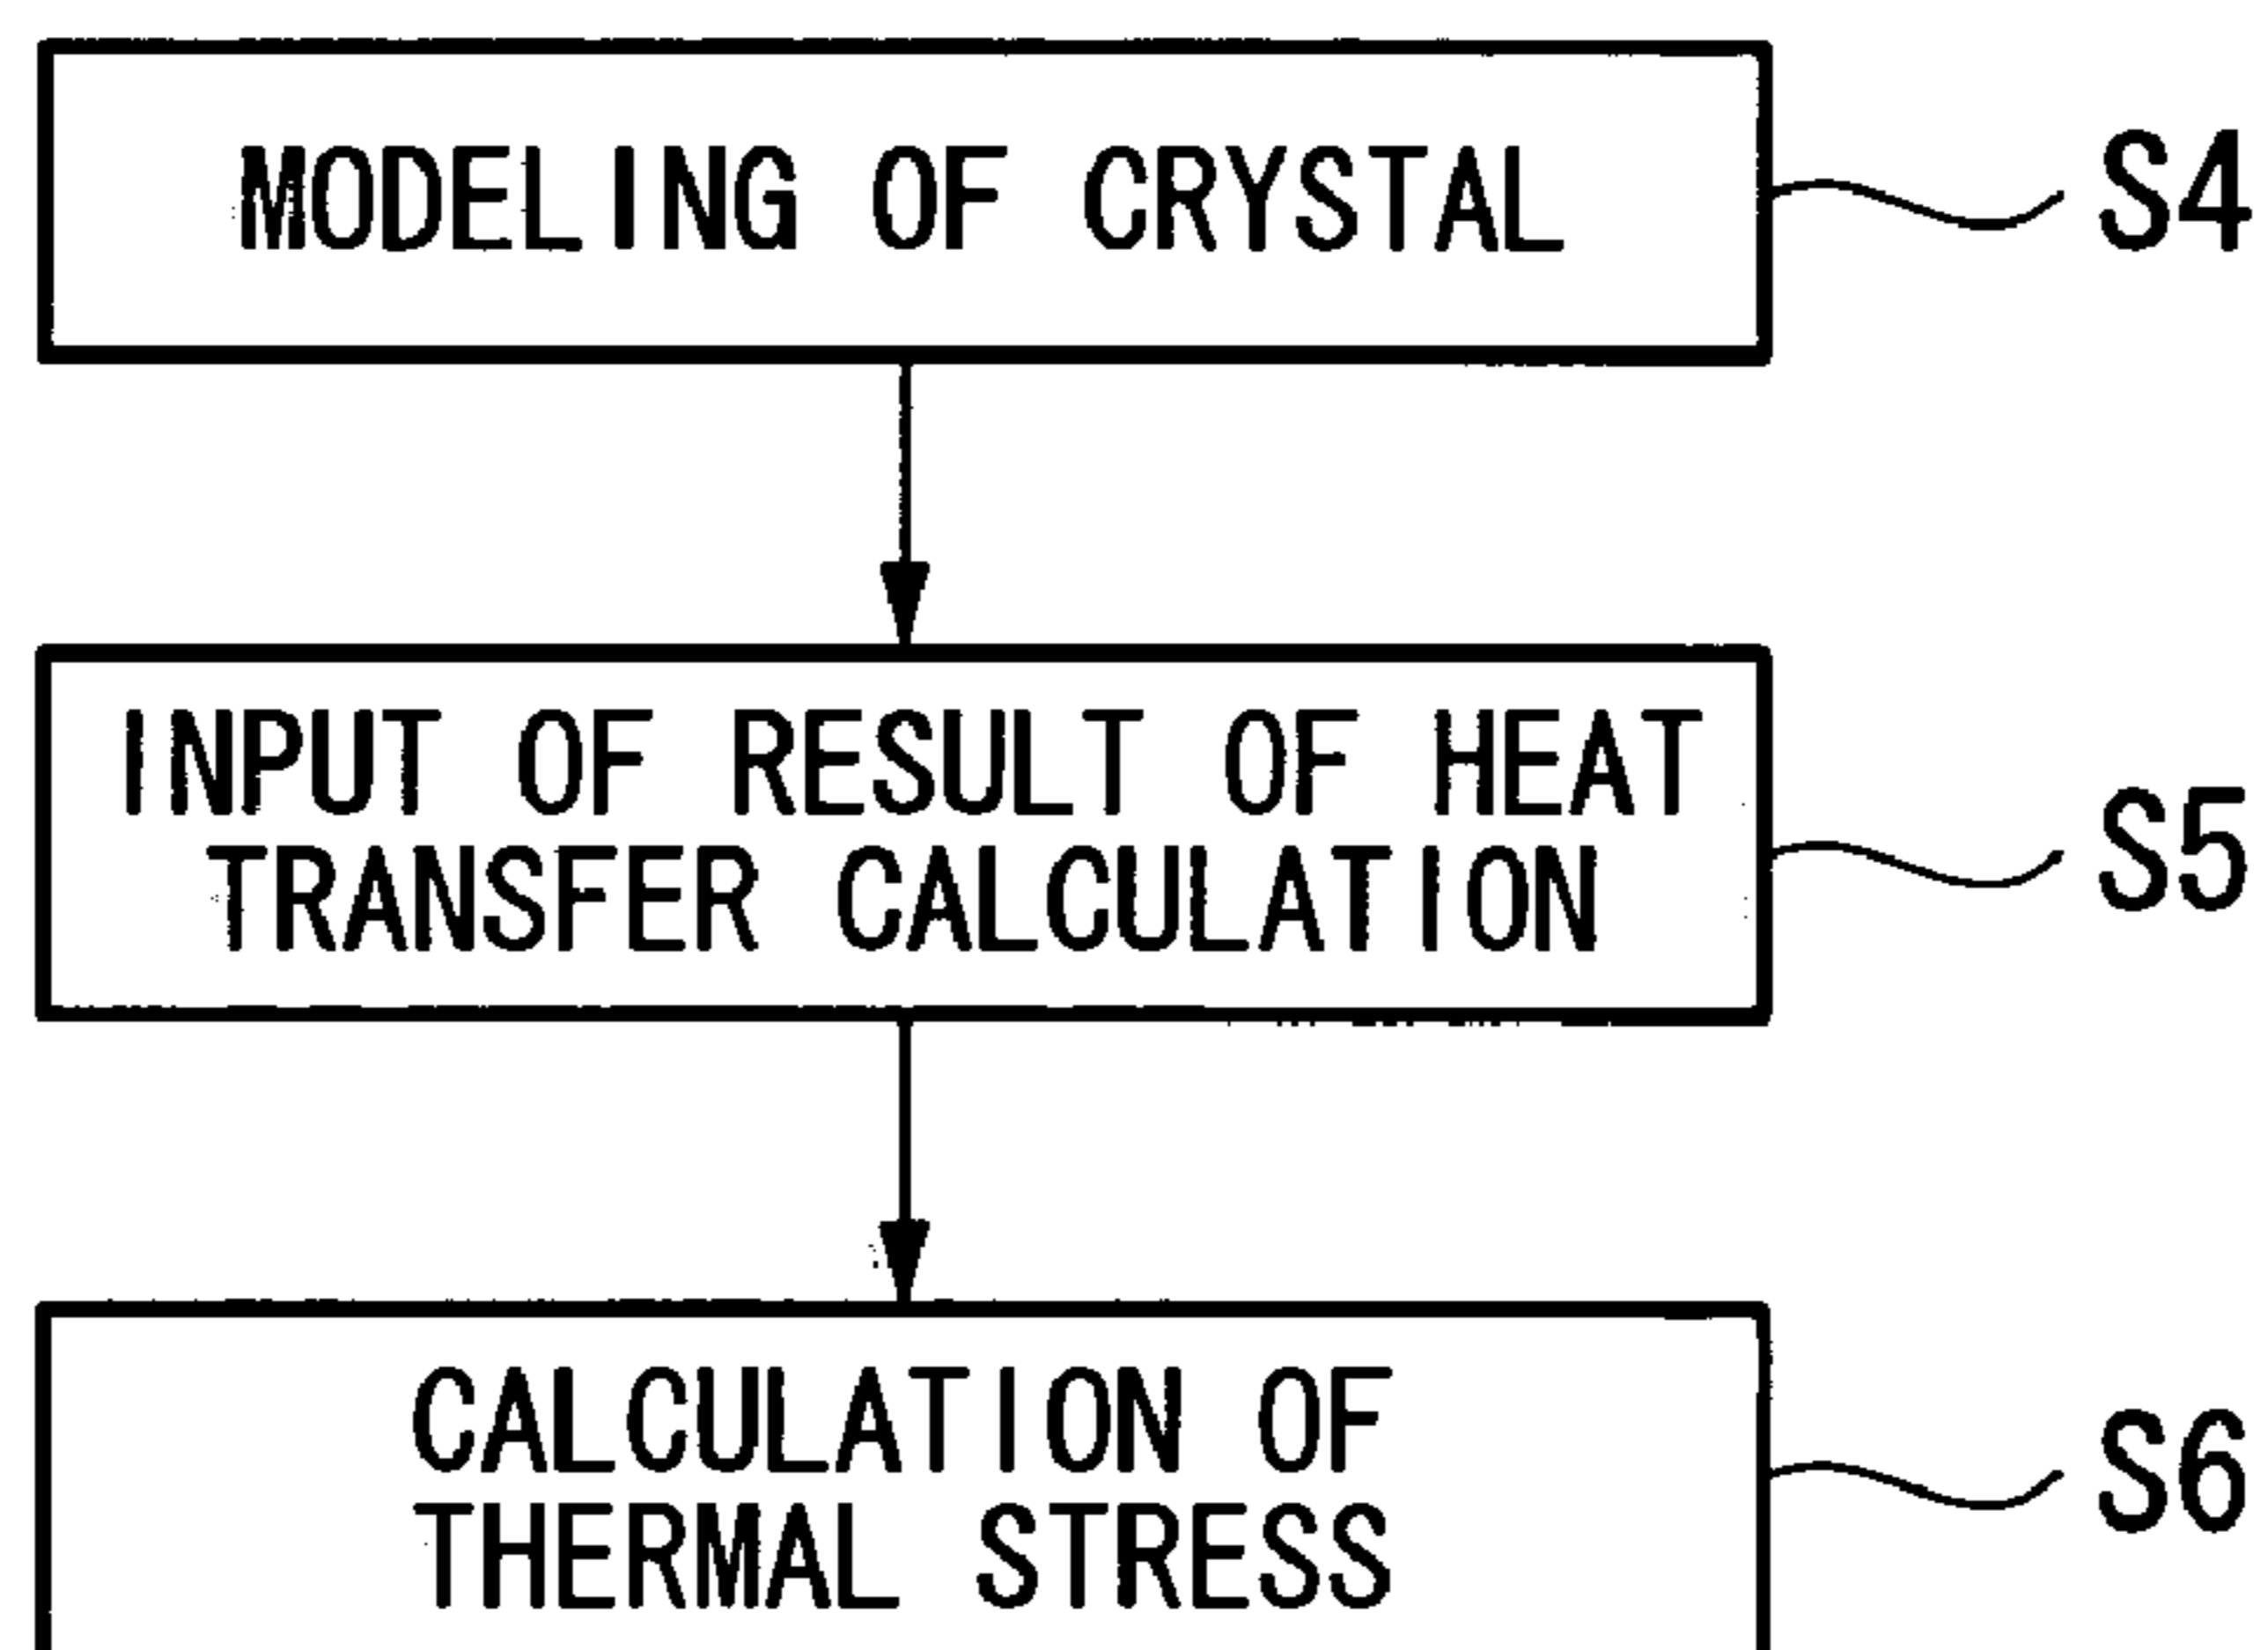 MODELING OF CRYSTAL
S4
INPUT OF RESULT OF HEAT
TRANSFER CALCULATION
S5
CALCULATION OF
THERMAL STRESS
S6